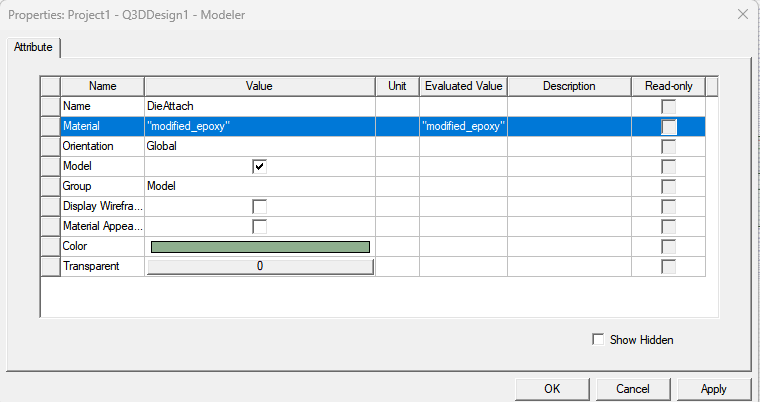 Properties: Project1 - Q3DDesign1 - Modeler
Attribute
Name Value Unit Evaluated Value Description Read-only
Name DieAttach
Material "modified_epoxy" "modified_epoxy"
Orientation Global
Model
Group Model
Display Wirefra...
Material Appea...
Color
Transparent 0
Show Hidden
OK Cancel Apply